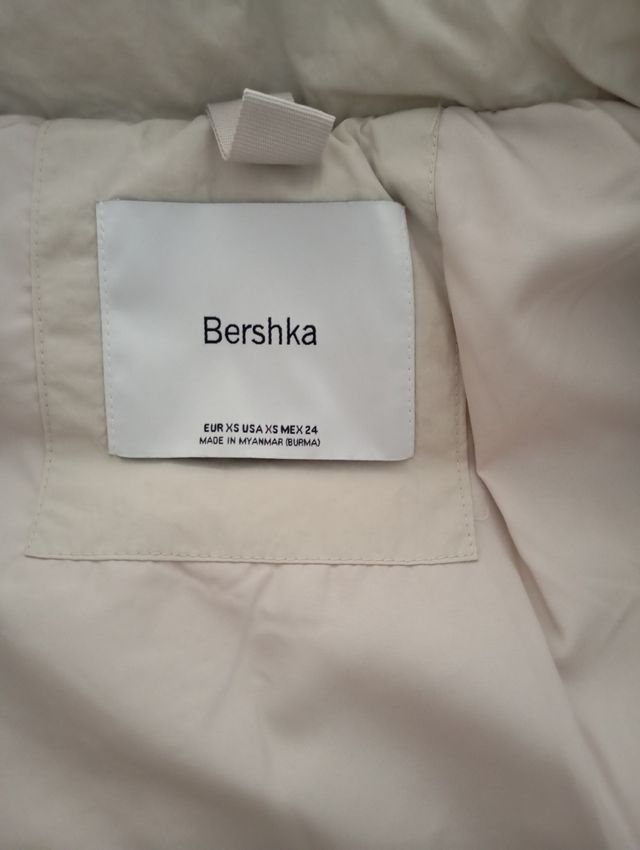 Bershka
EUR XS USA XS MEX 24
MADE IN MYANMAR (BURMA)